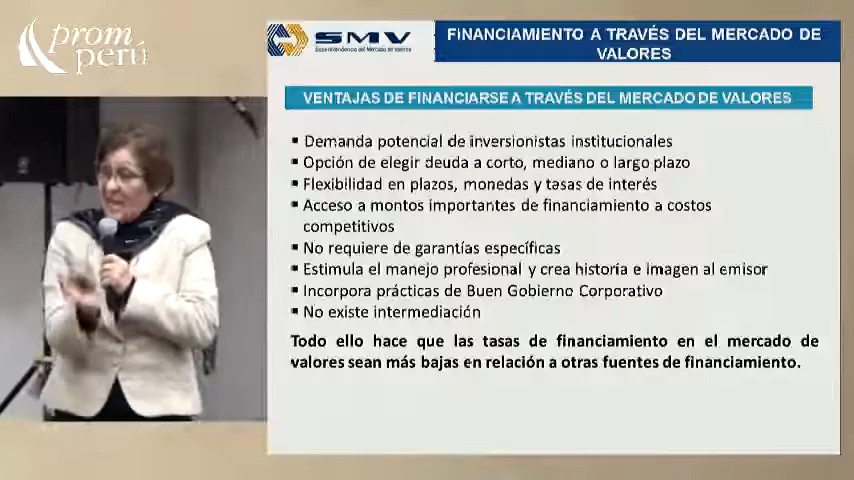 prom
perú
SMV
Superintendencia del Mercado de Valores
FINANCIAMIENTO A TRAVÉS DEL MERCADO DE
VALORES
VENTAJAS DE FINANCIARSE A TRAVÉS DEL MERCADO DE VALORES
▪ Demanda potencial de inversionistas institucionales
▪ Opción de elegir deuda a corto, mediano o largo plazo
▪ Flexibilidad en plazos, monedas y tasas de interés
▪ Acceso a montos importantes de financiamiento a costos
competitivos
▪ No requiere de garantías específicas
▪ Estimula el manejo profesional y crea historia e imagen al emisor
▪ Incorpora prácticas de Buen Gobierno Corporativo
▪ No existe intermediación
Todo ello hace que las tasas de financiamiento en el mercado de
valores sean más bajas en relación a otras fuentes de financiamiento.